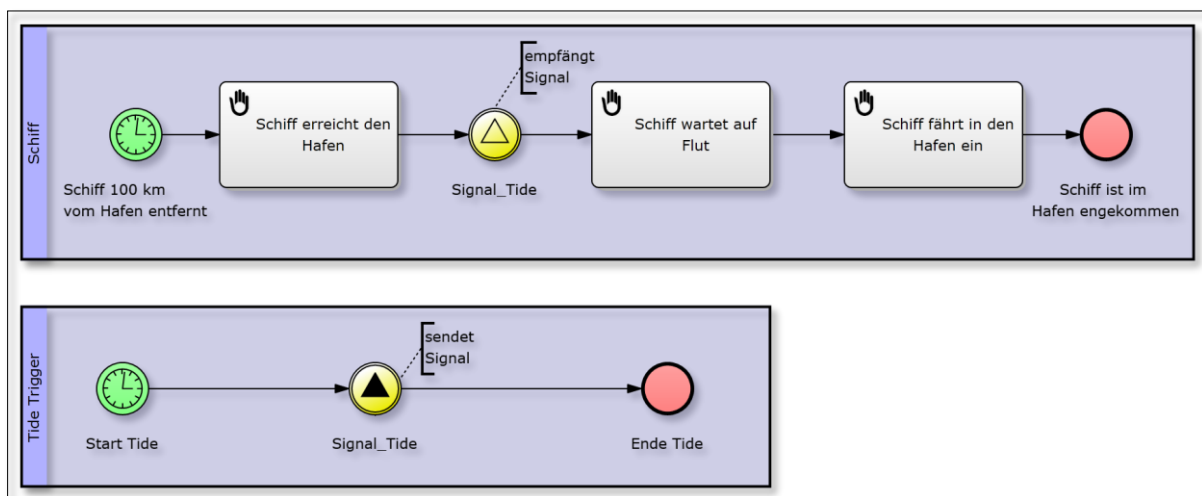 Schiff
empfängt
Signal
Schiff erreicht den
Hafen
Schiff wartet auf
Flut
Schiff fährt in den
Hafen ein
Schiff 100 km
vom Hafen entfernt
Signal_Tide
Schiff ist im
Hafen engekommen
Tide Trigger
sendet
Signal
Start Tide
Signal_Tide
Ende Tide